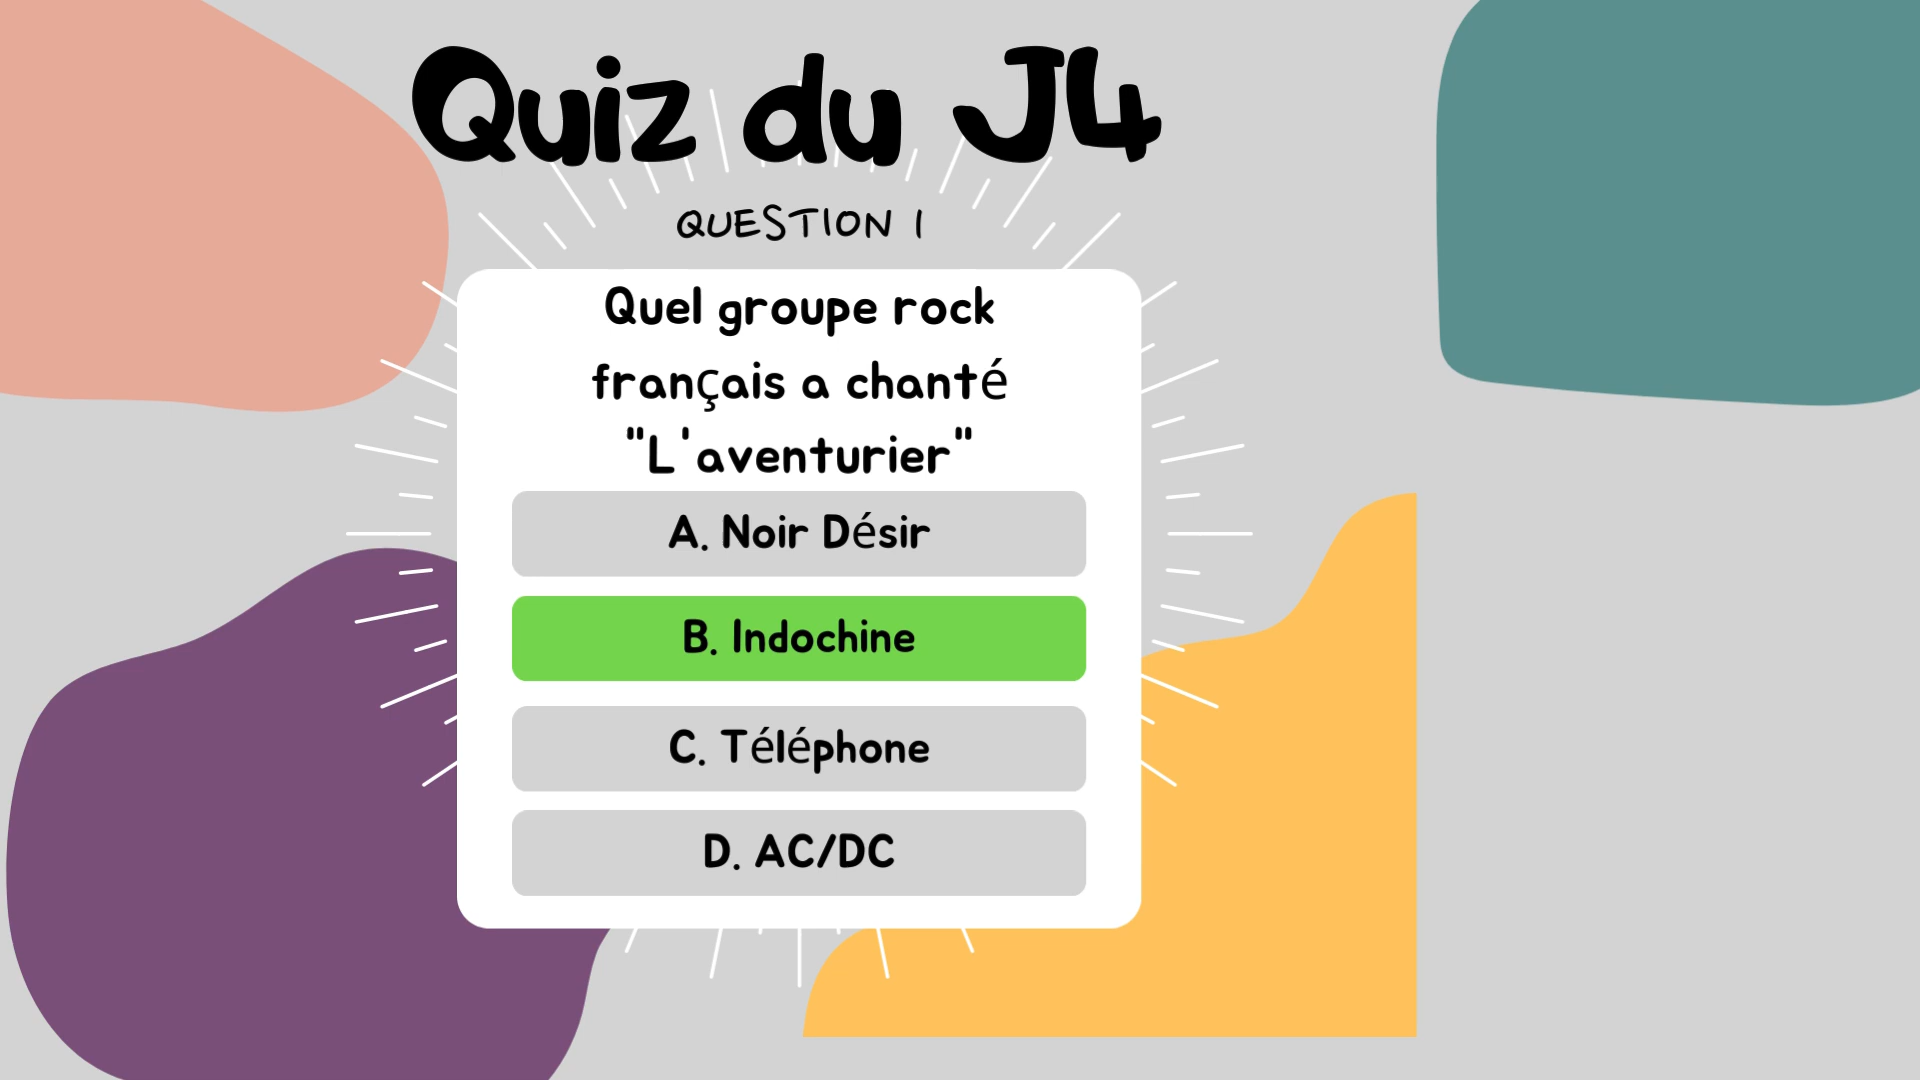 Quiz du J4
QUESTION 1
Quel groupe rock
français a chanté
"L'aventurier"
A. Noir Désir
B. Indochine
C. Téléphone
D. AC/DC